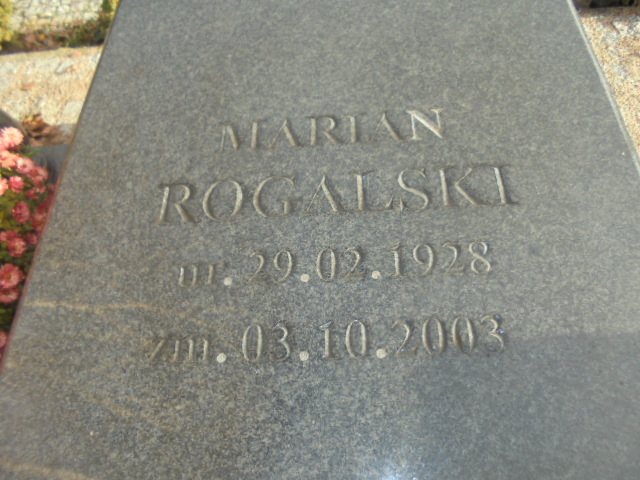 MARIAN
ROGALSKI
ur. 29.02.1928
zm. 03.10.2003